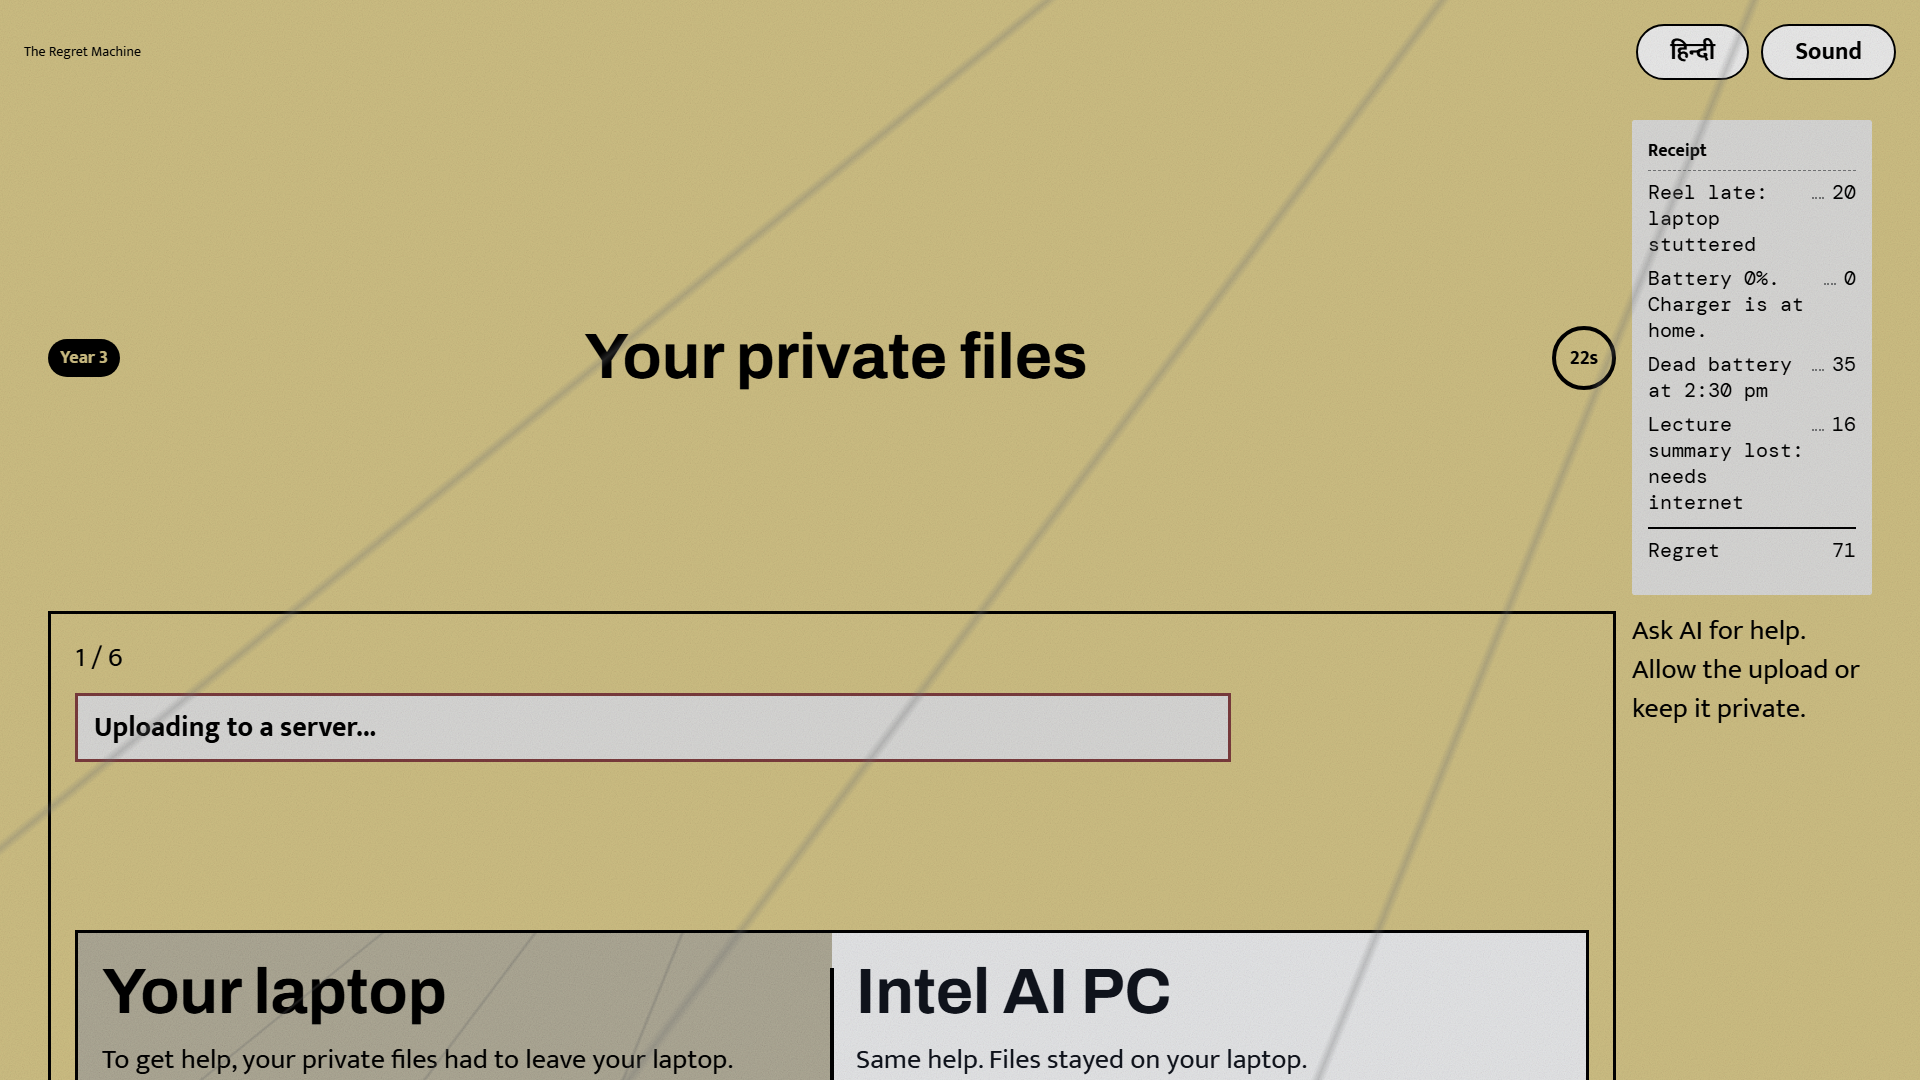 The Regret Machine
हिन्दी
Sound
Year 3
Your private files
22s
Receipt
Reel late: .... 20
laptop
stuttered
Battery 0%. .... 0
Charger is at
home.
Dead battery .... 35
at 2:30 pm
Lecture .... 16
summary lost:
needs
internet
Regret 71
Ask AI for help.
Allow the upload or
keep it private.
1 / 6
Uploading to a server...
Your laptop
To get help, your private files had to leave your laptop.
Intel AI PC
Same help. Files stayed on your laptop.